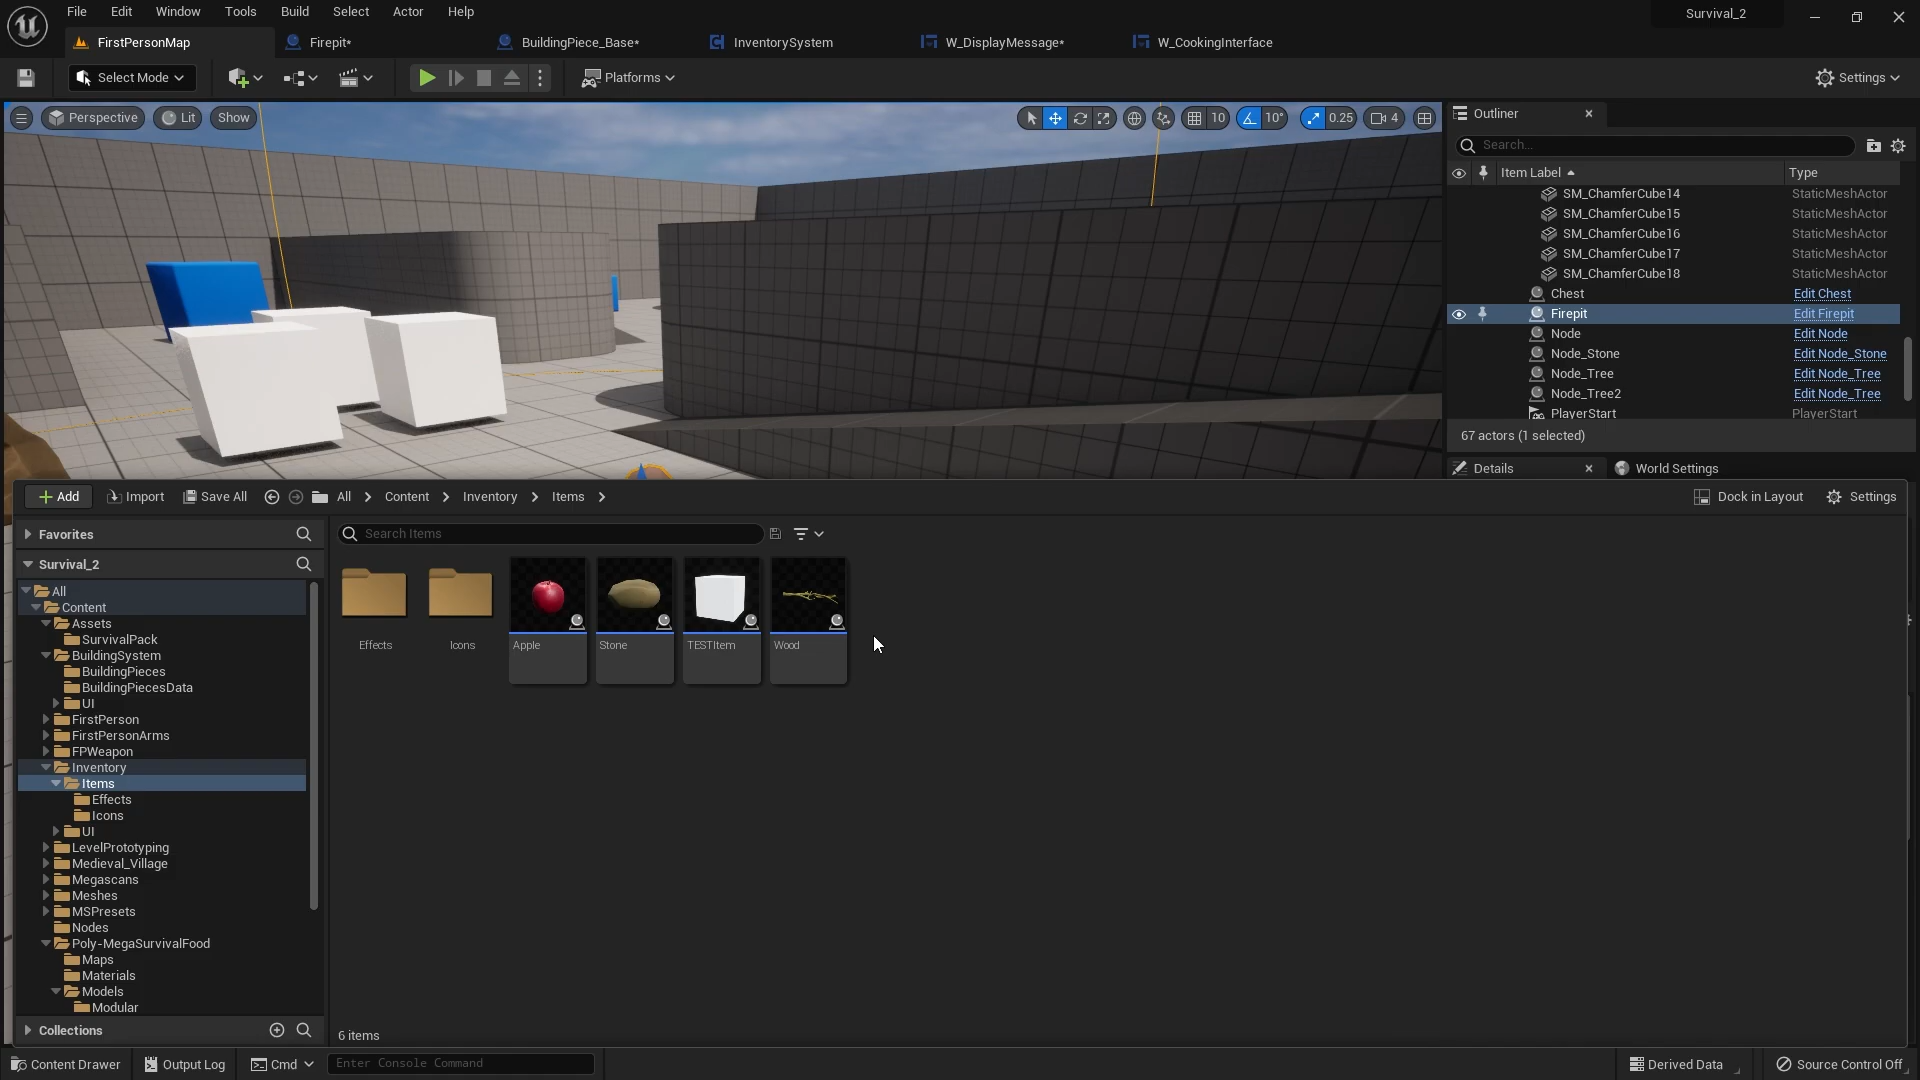 File Edit Window Tools Build Select Actor Help
Survival_2
FirstPersonMap Firepit* BuildingPiece_Base* InventorySystem W_DisplayMessage* W_CookingInterface
Select Mode Platforms Settings
Perspective Lit Show 10 10° 0.25 4
Outliner
Search...
Item Label Type
SM_ChamferCube14 StaticMeshActor
SM_ChamferCube15 StaticMeshActor
SM_ChamferCube16 StaticMeshActor
SM_ChamferCube17 StaticMeshActor
SM_ChamferCube18 StaticMeshActor
Chest Edit Chest
Firepit Edit Firepit
Node Edit Node
Node_Stone Edit Node_Stone
Node_Tree Edit Node_Tree
Node_Tree2 Edit Node_Tree
PlayerStart PlayerStart
67 actors (1 selected)
Details World Settings
Add Import Save All All Content Inventory Items Dock in Layout Settings
Favorites
Survival_2
All
Content
Assets
SurvivalPack
BuildingSystem
BuildingPieces
BuildingPiecesData
UI
FirstPerson
FirstPersonArms
FPWeapon
Inventory
Items
Effects
Icons
UI
LevelPrototyping
Medieval_Village
Megascans
Meshes
MSPresets
Nodes
Poly-MegaSurvivalFood
Maps
Materials
Models
Modular
Collections
Search Items
Effects Icons Apple Stone TESTItem Wood
6 items
Content Drawer Output Log Cmd Enter Console Command Derived Data Source Control Off